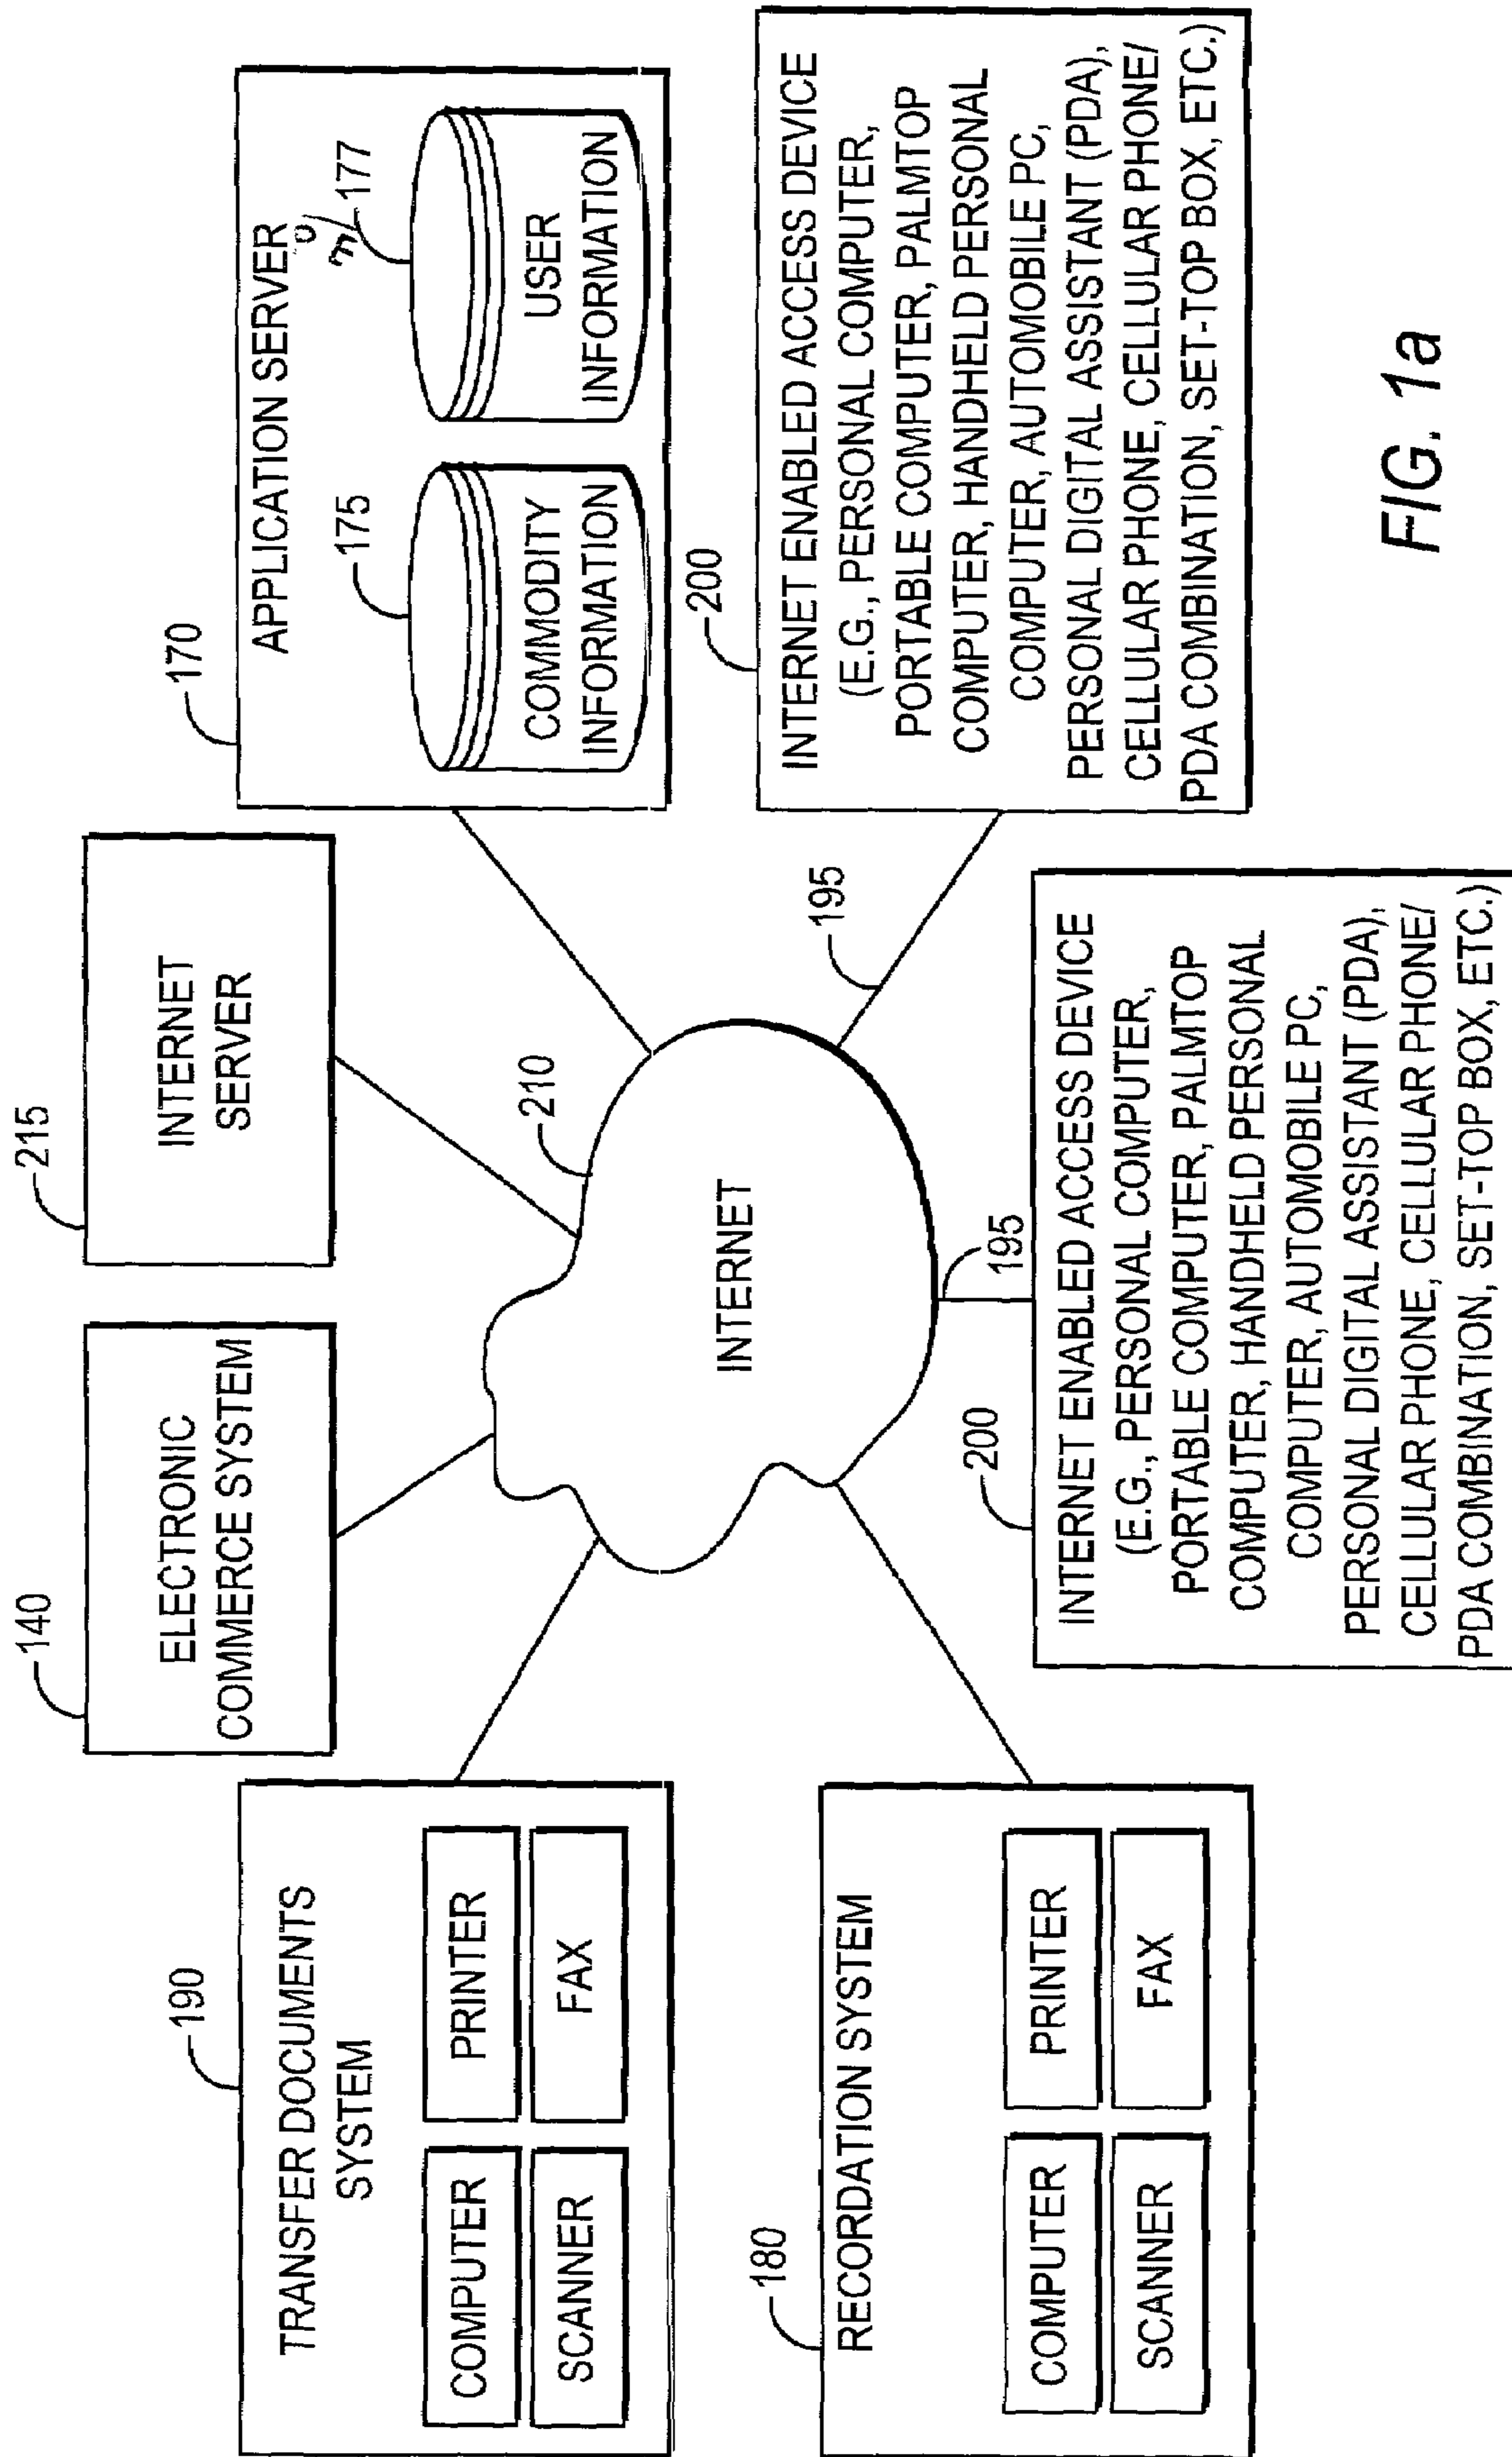 140
ELECTRONIC
COMMERCE SYSTEM
215
INTERNET
SERVER
190
TRANSFER DOCUMENTS
SYSTEM
COMPUTER
PRINTER
SCANNER
FAX
170
APPLICATION SERVER
175
COMMODITY
INFORMATION
177
USER
INFORMATION
210
INTERNET
180
RECORDATION SYSTEM
COMPUTER
PRINTER
SCANNER
FAX
195
200
INTERNET ENABLED ACCESS DEVICE
(E.G., PERSONAL COMPUTER,
PORTABLE COMPUTER, PALMTOP
COMPUTER, HANDHELD PERSONAL
COMPUTER, AUTOMOBILE PC,
PERSONAL DIGITAL ASSISTANT (PDA),
CELLULAR PHONE, CELLULAR PHONE/
PDA COMBINATION, SET-TOP BOX, ETC.)
195
200
INTERNET ENABLED ACCESS DEVICE
(E.G., PERSONAL COMPUTER,
PORTABLE COMPUTER, PALMTOP
COMPUTER, HANDHELD PERSONAL
COMPUTER, AUTOMOBILE PC,
PERSONAL DIGITAL ASSISTANT (PDA),
CELLULAR PHONE, CELLULAR PHONE/
PDA COMBINATION, SET-TOP BOX, ETC.)
FIG. 1a